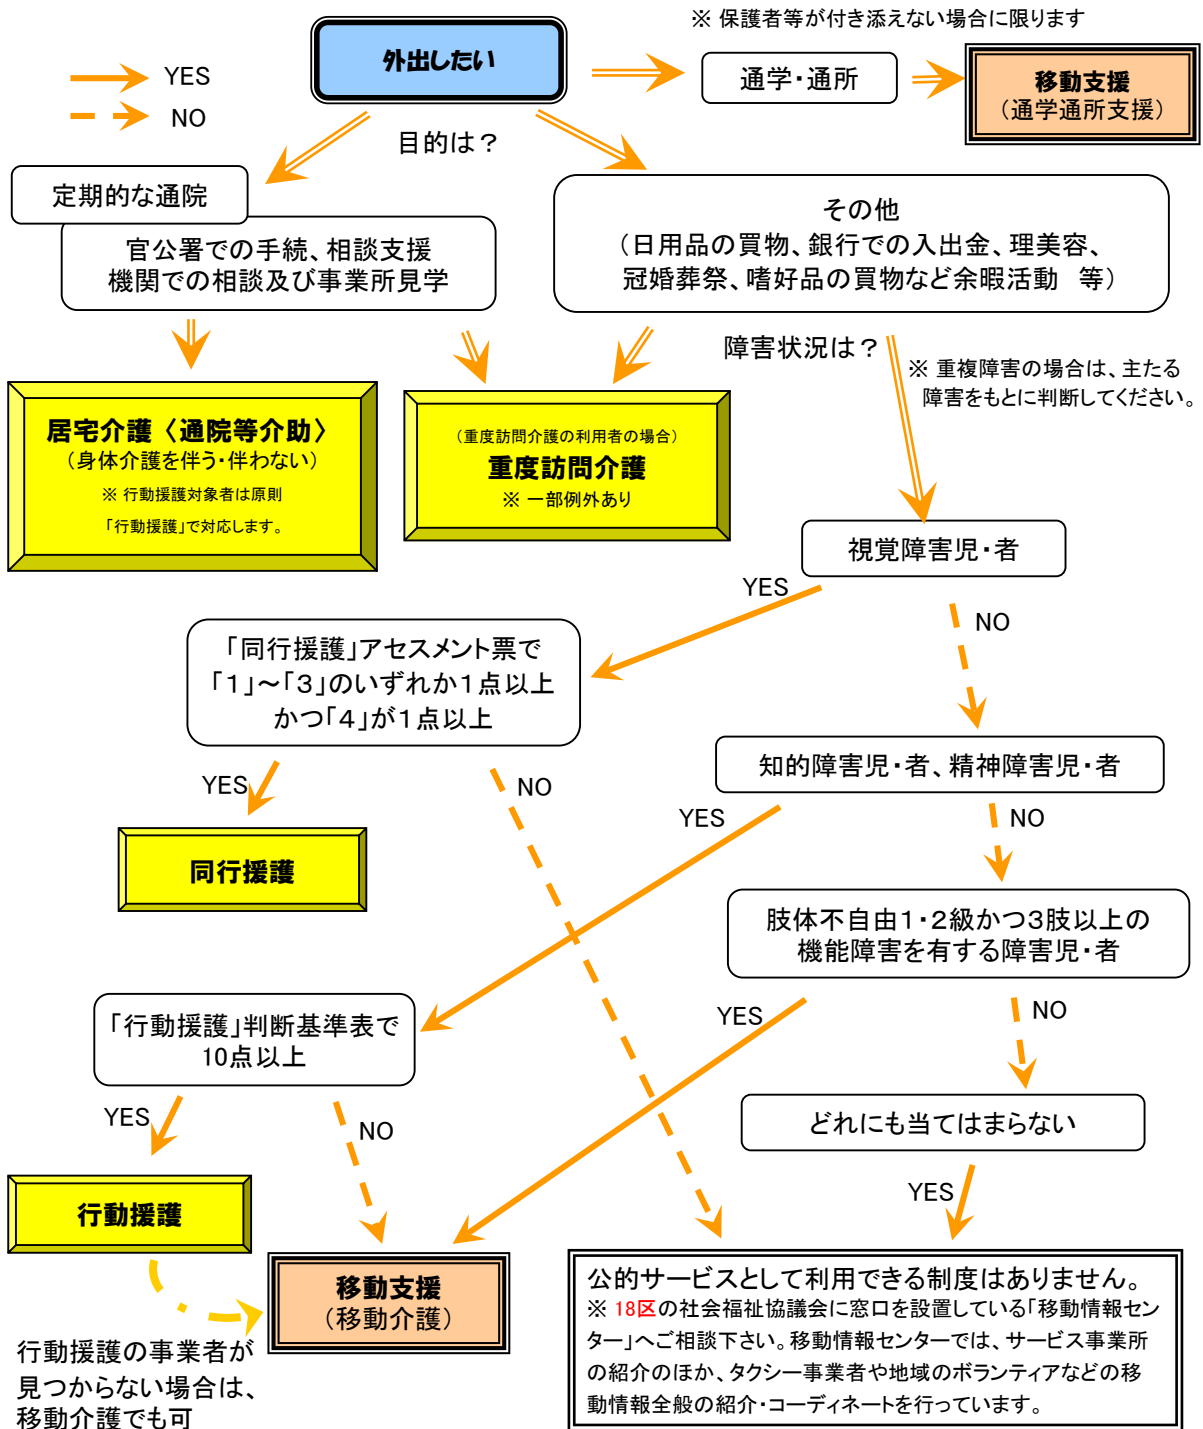 ※ 保護者等が付き添えない場合に限ります
外出したい
YES
NO
通学・通所
移動支援
（通学通所支援）
目的は？
定期的な通院
官公署での手続、相談支援
機関での相談及び事業所見学
その他
（日用品の買物、銀行での入出金、理美容、
冠婚葬祭、嗜好品の買物など余暇活動　等）
障害状況は？
※ 重複障害の場合は、主たる
障害をもとに判断してください。
居宅介護〈通院等介助〉
（身体介護を伴う・伴わない）
※ 行動援護対象者は原則
「行動援護」で対応します。
（重度訪問介護の利用者の場合）
重度訪問介護
※ 一部例外あり
視覚障害児・者
YES
NO
「同行援護」アセスメント票で
「１」～「３」のいずれか１点以上
かつ「４」が１点以上
知的障害児・者、精神障害児・者
YES
NO
YES
NO
同行援護
肢体不自由１・２級かつ３肢以上の
機能障害を有する障害児・者
「行動援護」判断基準表で
10点以上
YES
NO
YES
NO
どれにも当てはまらない
YES
行動援護
移動支援
（移動介護）
公的サービスとして利用できる制度はありません。
※ 18区の社会福祉協議会に窓口を設置している「移動情報セン
ター」へご相談下さい。移動情報センターでは、サービス事業所
の紹介のほか、タクシー事業者や地域のボランティアなどの移
動情報全般の紹介・コーディネートを行っています。
行動援護の事業者が
見つからない場合は、
移動介護でも可